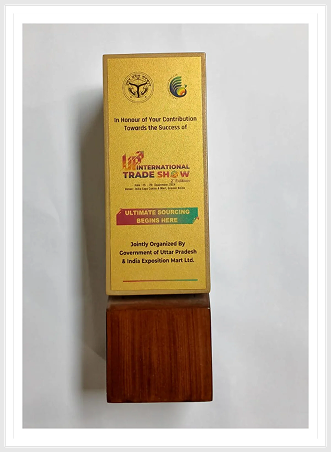 In Honour of Your Contribution
Towards the Success of
UP
INTERNATIONAL
TRADE SHOW
ULTIMATE SOURCING
BEGINS HERE
Jointly Organized By
Government of Uttar Pradesh
& India Exposition Mart Ltd.